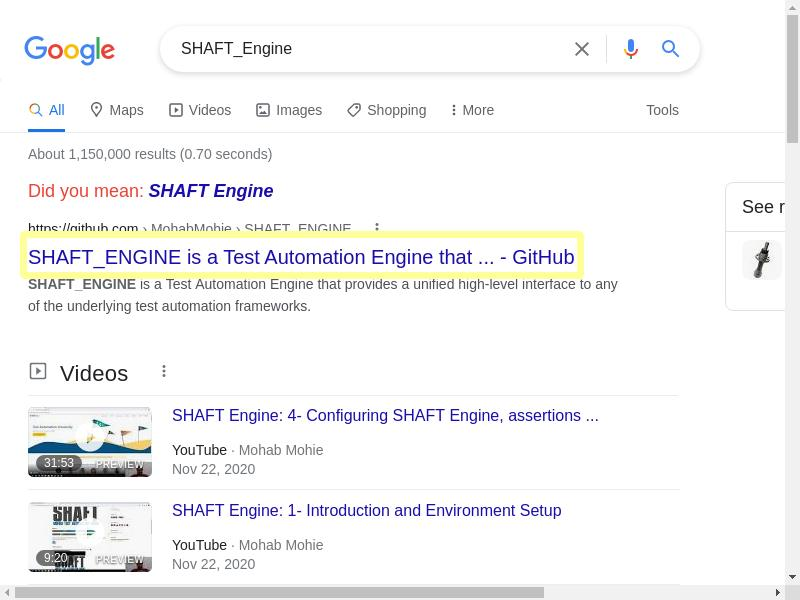 Google
SHAFT_Engine
All Maps Videos Images Shopping More Tools
About 1,150,000 results (0.70 seconds)
Did you mean: SHAFT Engine
See r
https://github.com › MohabMohie › SHAFT_ENGINE
SHAFT_ENGINE is a Test Automation Engine that ... - GitHub
SHAFT_ENGINE is a Test Automation Engine that provides a unified high-level interface to any
of the underlying test automation frameworks.
Videos
SHAFT Engine: 4- Configuring SHAFT Engine, assertions ...
YouTube · Mohab Mohie
31:53 PREVIEW
Nov 22, 2020
SHAFT Engine: 1- Introduction and Environment Setup
SHAFT
YouTube · Mohab Mohie
9:20 PREVIEW
Nov 22, 2020